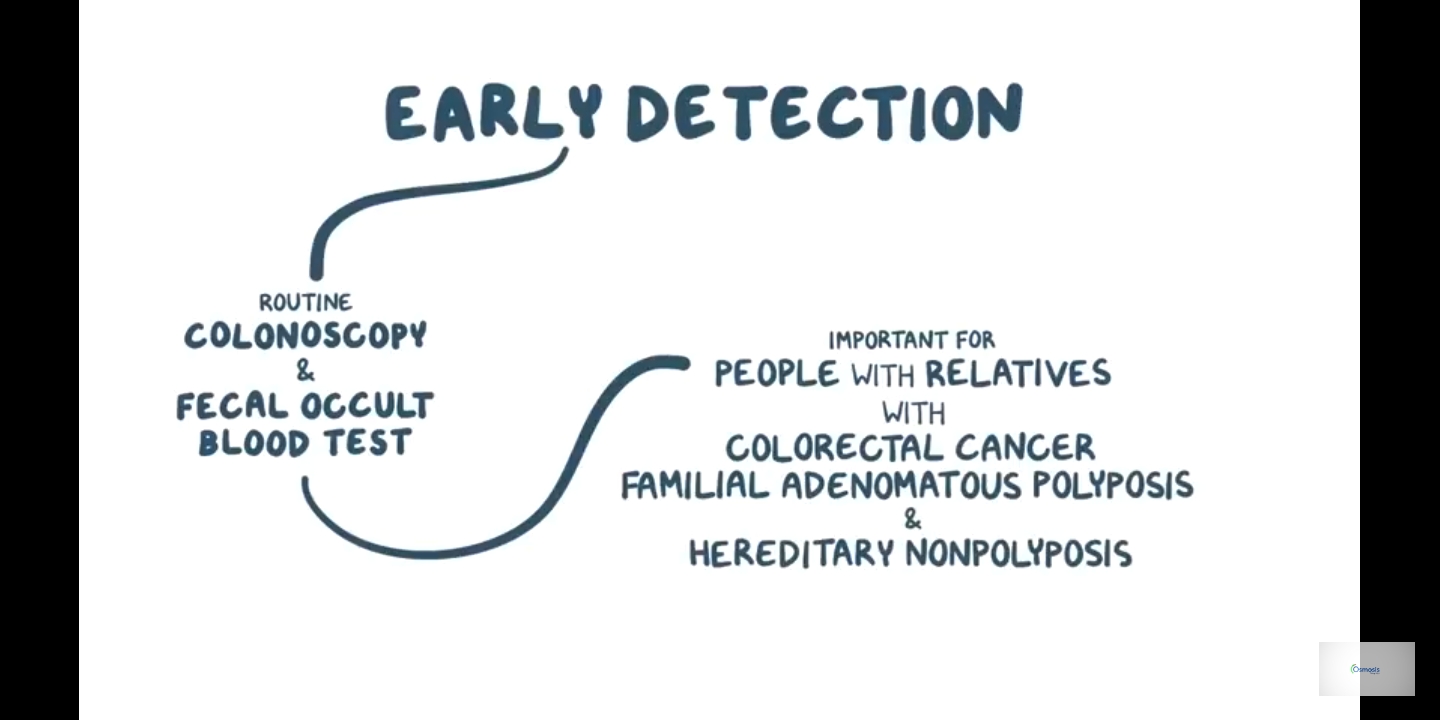 EARLY DETECTION
ROUTINE
COLONOSCOPY
&
FECAL OCCULT
BLOOD TEST
IMPORTANT FOR
PEOPLE WITH RELATIVES
WITH
COLORECTAL CANCER
FAMILIAL ADENOMATOUS POLYPOSIS
&
HEREDITARY NONPOLYPOSIS
Osmosis